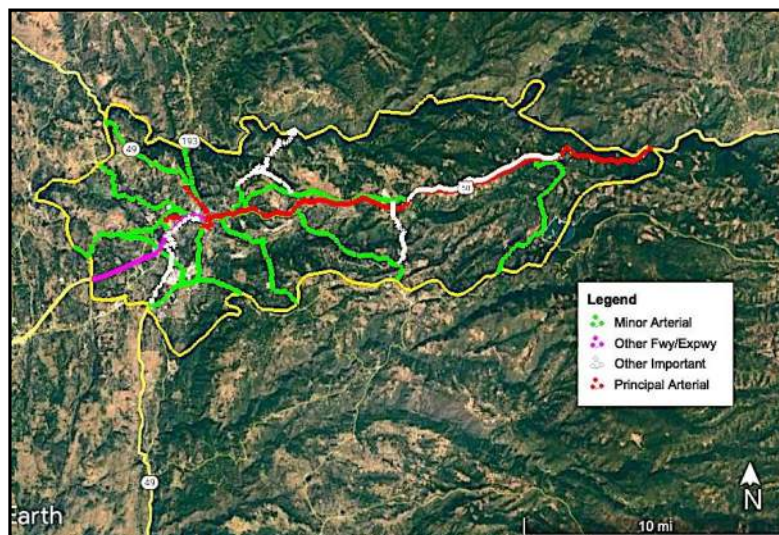 49
193
50
Legend
Minor Arterial
Other Fwy/Expwy
Other Important
Principal Arterial
49
N
Earth
10 mi